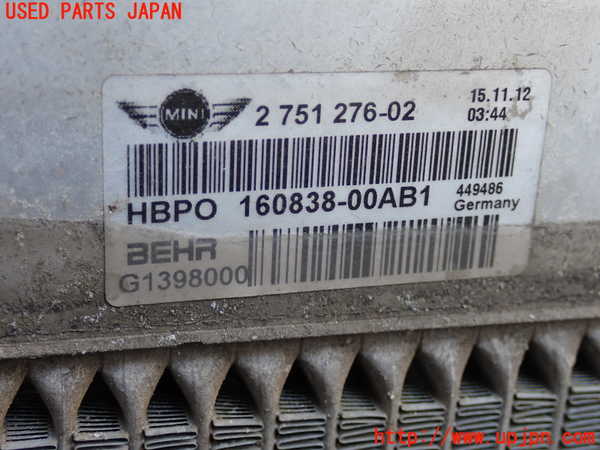 USED PARTS JAPAN
MINI 2 751 276-02 15.11.12
03:44
HBPO 160838-00AB1 449486
Germany
BEHR
G1398000
http://www.upjpn.com/